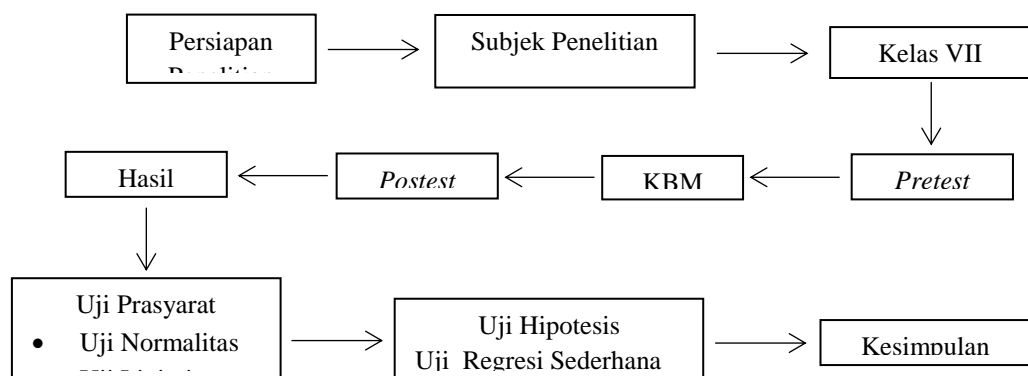 Persiapan
Subjek Penelitian
Kelas VII
Pretest
KBM
Postest
Hasil
Uji Prasyarat
• Uji Normalitas
Uji Hipotesis
Uji Regresi Sederhana
Kesimpulan